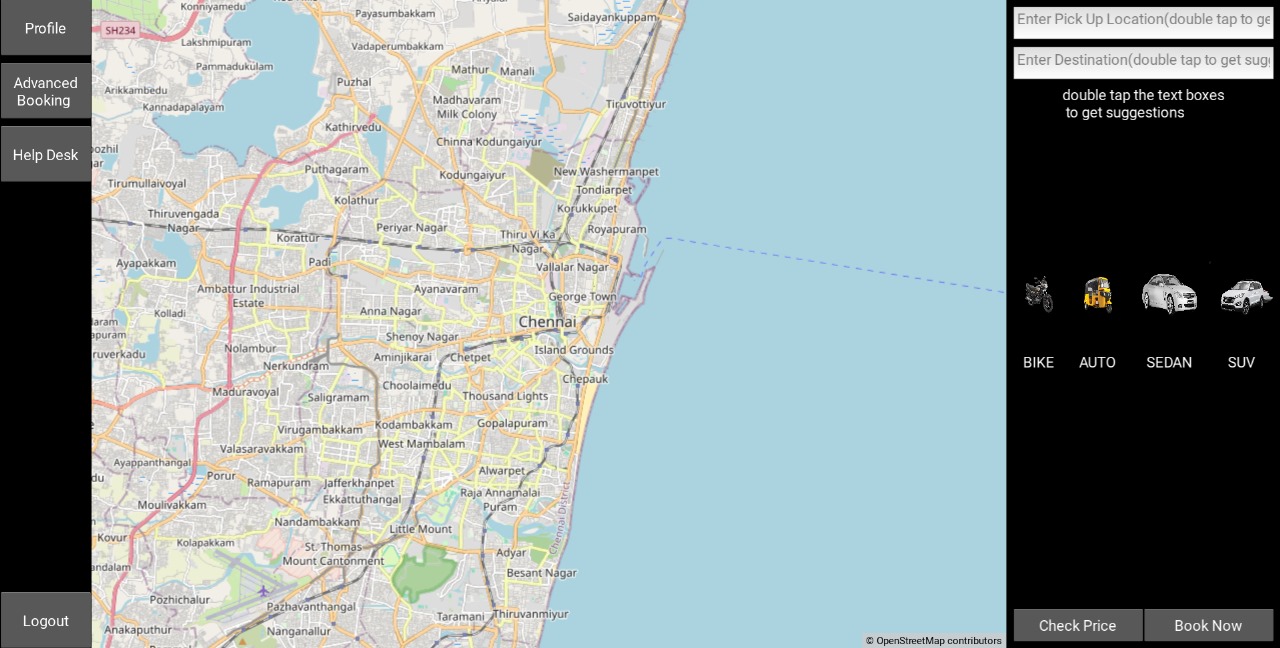 Profile
Advanced
Booking
Help Desk
Logout
Konniyamedu
Payasumbakkam
Saidayankuppam
SH234
Lakshmipuram
Vadaperumbakkam
Pammadukulam
Mathur
Manali
Puzhal
Arikkambedu
Kannadapalayam
Madhavaram
Milk Colony
Tiruvottiyur
Kathirvedu
Chinna Kodungaiyur
Puthagaram
Kodungaiyur
New Washermanpet
Tirumullaivoyal
Tondiarpet
Kolathur
Korukkupet
Thiruvengada
Nagar
Periyar Nagar
Royapuram
Korattur
Thiru Vi Ka
Nagar
Padi
Ayapakkam
Vallalar Nagar
Ambattur Industrial
Estate
Ayanavaram
George Town
Kolladi
Anna Nagar
Chennai
Shenoy Nagar
Nolambur
Aminjikarai
Chetpet
Island Grounds
Nerkundram
Choolaimedu
Chepauk
Maduravoyal
Saligramam
Thousand Lights
Virugambakkam
Kodambakkam
Gopalapuram
Valasaravakkam
West Mambalam
Ayappanthangal
Porur
Ramapuram
Jafferkhanpet
Alwarpet
Ekkattuthangal
Raja Annamalai
Puram
Moulivakkam
Nandambakkam
Little Mount
Chennai District
Kovur
Kolapakkam
St. Thomas
Mount Cantonment
Adyar
Besant Nagar
Pozhichalur
Pazhavanthangal
Taramani
Thiruvanmiyur
Anakaputhur
Nanganallur
© OpenStreetMap contributors
Enter Pick Up Location(double tap to ge
Enter Destination(double tap to get sugg
double tap the text boxes
to get suggestions
BIKE
AUTO
SEDAN
SUV
Check Price
Book Now